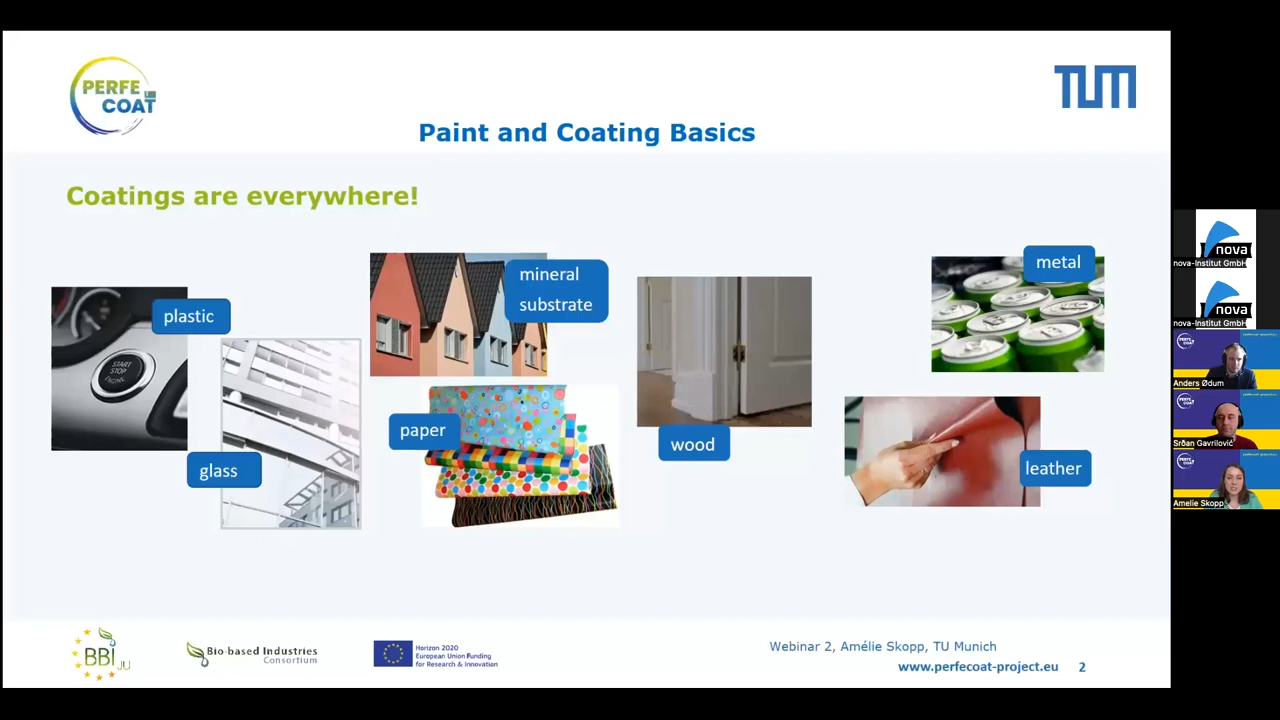 PERFE
COAT
TUM
Paint and Coating Basics
Coatings are everywhere!
plastic
START
STOP
ENGINE
glass
mineral
substrate
paper
wood
metal
leather
BBI JU
Bio-based Industries
Consortium
Horizon 2020
European Union Funding
for Research & Innovation
Webinar 2, Amélie Skopp, TU Munich
www.perfecoat-project.eu 2
nova
nova-Institut GmbH
nova
nova-Institut GmbH
Anders Ødum
Srđan Gavrilović
Amelie Skopp